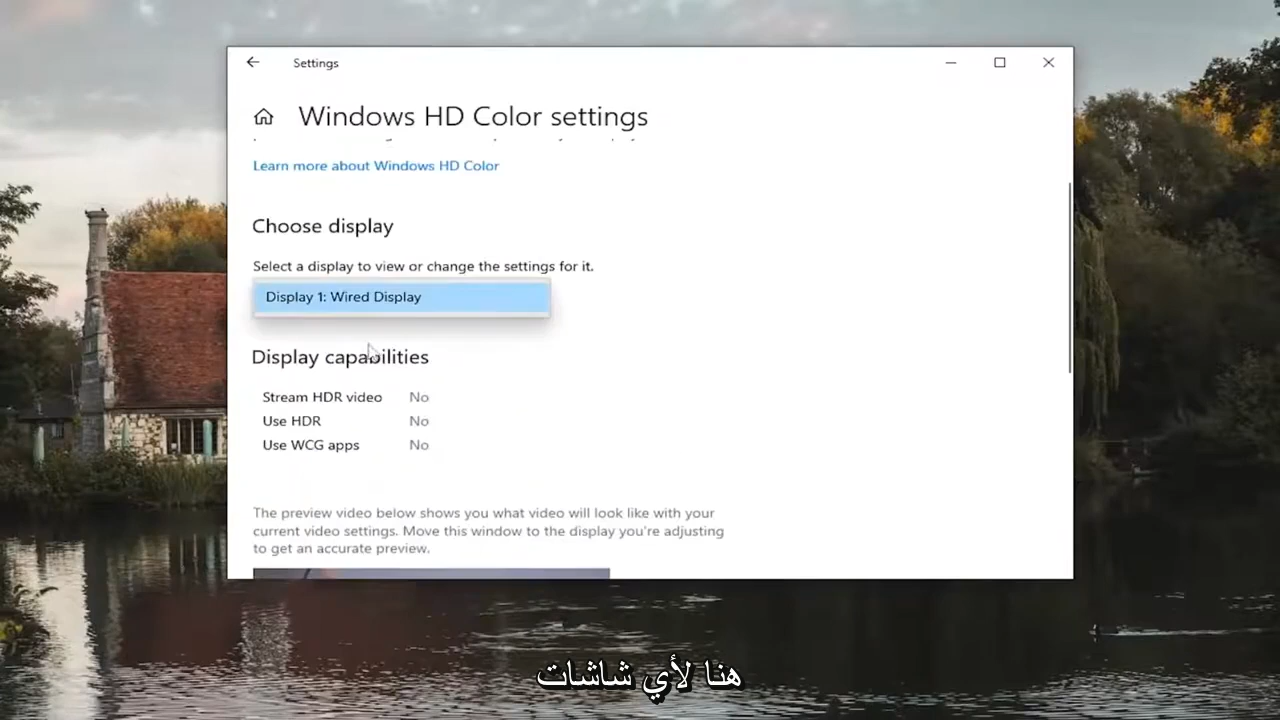 Settings
Windows HD Color settings
Learn more about Windows HD Color
Choose display
Select a display to view or change the settings for it.
Display 1: Wired Display
Display capabilities
Stream HDR video No
Use HDR No
Use WCG apps No
The preview video below shows you what video will look like with your
current video settings. Move this window to the display you're adjusting
to get an accurate preview.
هنا لأي شاشات